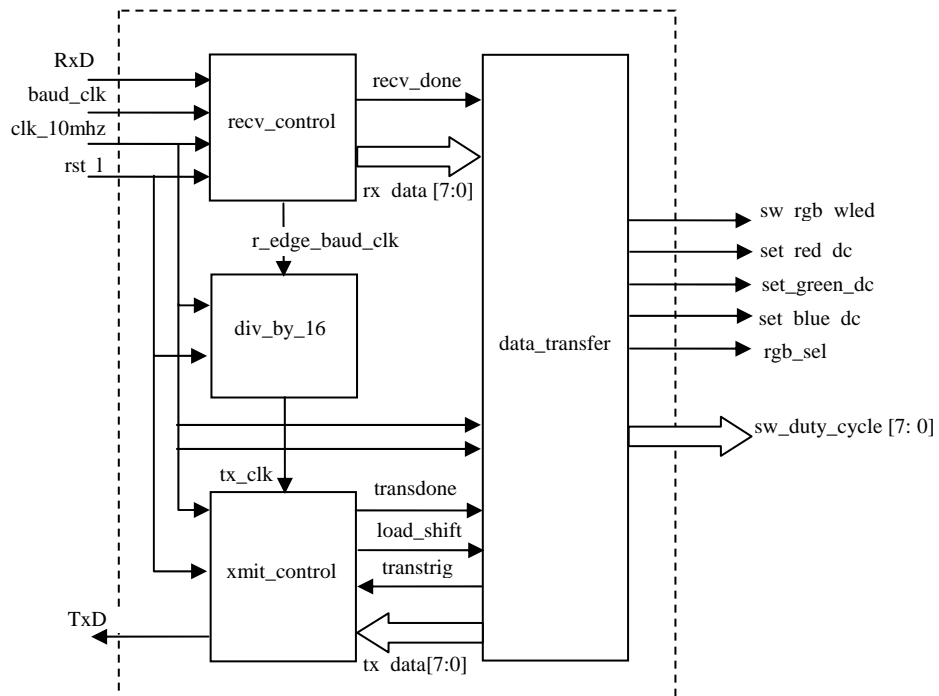 RxD
baud_clk
clk_10mhz
rst_l
recv_control
recv_done
rx_data [7:0]
r_edge_baud_clk
div_by_16
data_transfer
sw_rgb_wled
set_red_dc
set_green_dc
set_blue_dc
rgb_sel
sw_duty_cycle [7: 0]
tx_clk
transdone
load_shift
xmit_control
transtrig
TxD
tx_data[7:0]